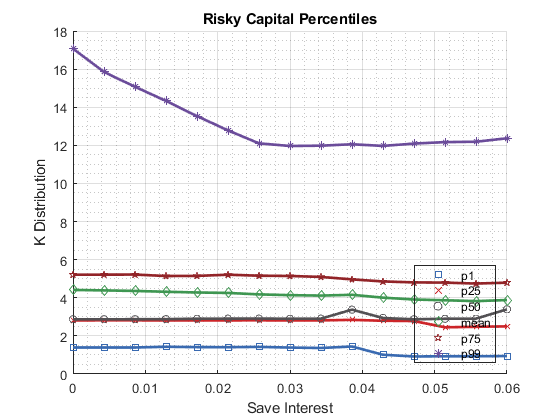 Risky Capital Percentiles
18
16
14
12
10
8
6
4
2
0
K Distribution
p1
p25
p50
mean
p75
p99
0 0.01 0.02 0.03 0.04 0.05 0.06
Save Interest